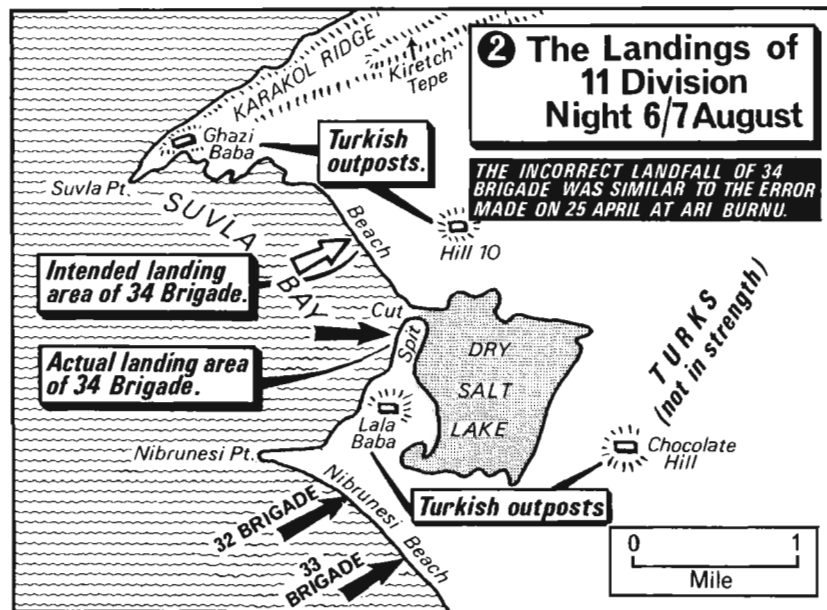 2 The Landings of
11 Division
Night 6/7 August
THE INCORRECT LANDFALL OF 34
BRIGADE WAS SIMILAR TO THE ERROR
MADE ON 25 APRIL AT ARI BURNU.
KARAKOL RIDGE
Kiretch
Tepe
Ghazi
Baba
Turkish
outposts.
Suvla Pt.
SUVLA BAY
Beach
Hill 10
Intended landing
area of 34 Brigade.
Cut
Spit
DRY
SALT
LAKE
TURKS
(not in strength)
Actual landing area
of 34 Brigade.
Lala
Baba
Nibrunesi Pt.
Chocolate
Hill
Nibrunesi Beach
Turkish outposts
32 BRIGADE
33
BRIGADE
0 1
Mile